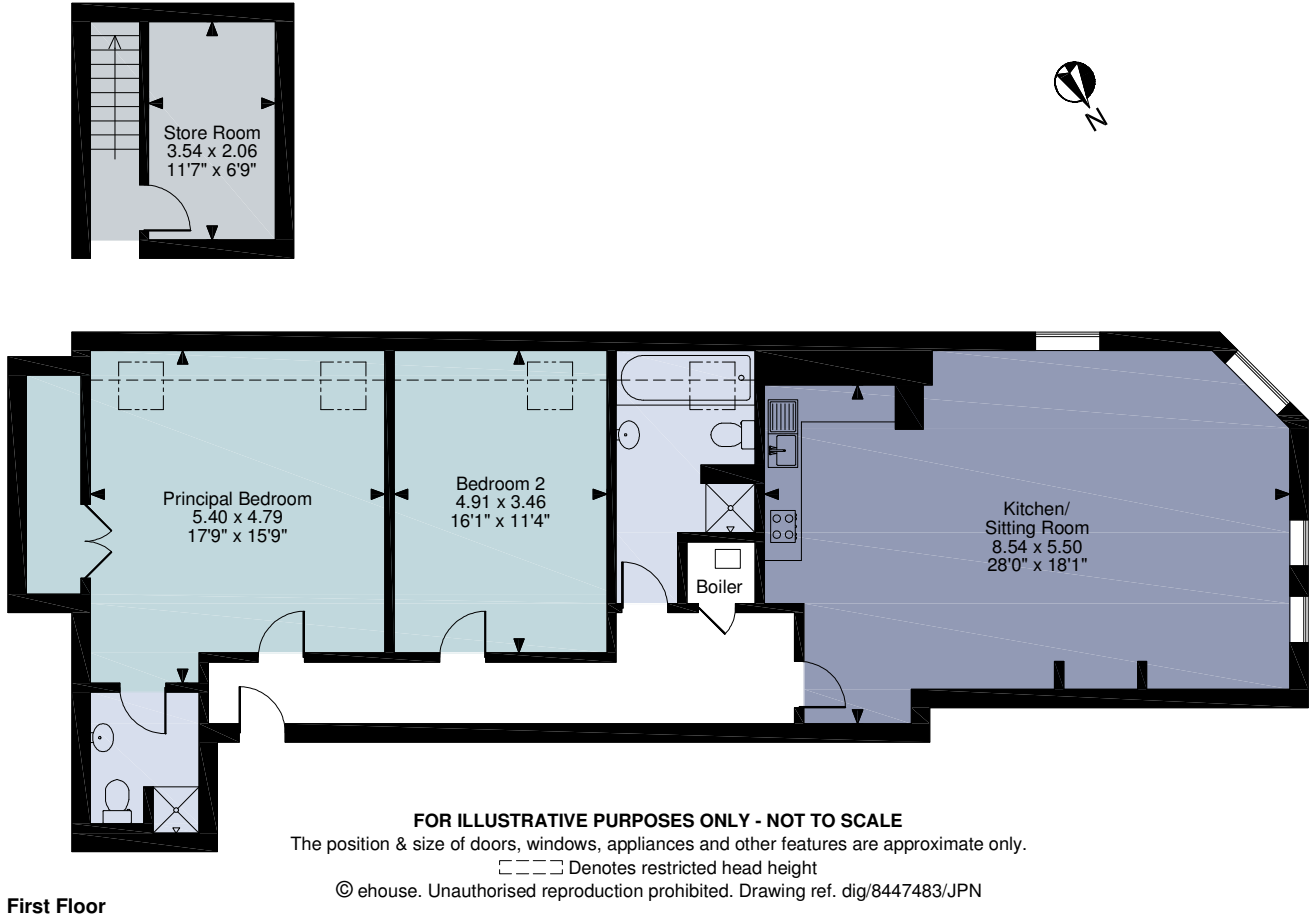 Store Room
3.54 x 2.06
11'7" x 6'9"
N
Principal Bedroom
5.40 x 4.79
17'9" x 15'9"
Bedroom 2
4.91 x 3.46
16'1" x 11'4"
Boiler
Kitchen/
Sitting Room
8.54 x 5.50
28'0" x 18'1"
FOR ILLUSTRATIVE PURPOSES ONLY - NOT TO SCALE
The position & size of doors, windows, appliances and other features are approximate only.
Denotes restricted head height
© ehouse. Unauthorised reproduction prohibited. Drawing ref. dig/8447483/JPN
First Floor